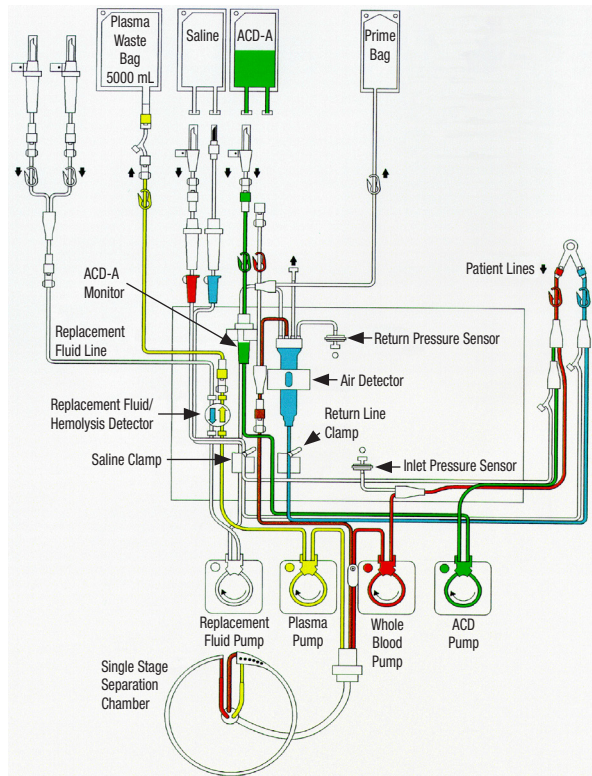 Plasma
Waste
Bag
5000 mL
Saline
ACD-A
Prime
Bag
Patient Lines
ACD-A
Monitor
Replacement
Fluid Line
Return Pressure Sensor
Air Detector
Replacement Fluid/
Hemolysis Detector
Return Line
Clamp
Saline Clamp
Inlet Pressure Sensor
Replacement
Fluid Pump
Plasma
Pump
Whole
Blood
Pump
ACD
Pump
Single Stage
Separation
Chamber